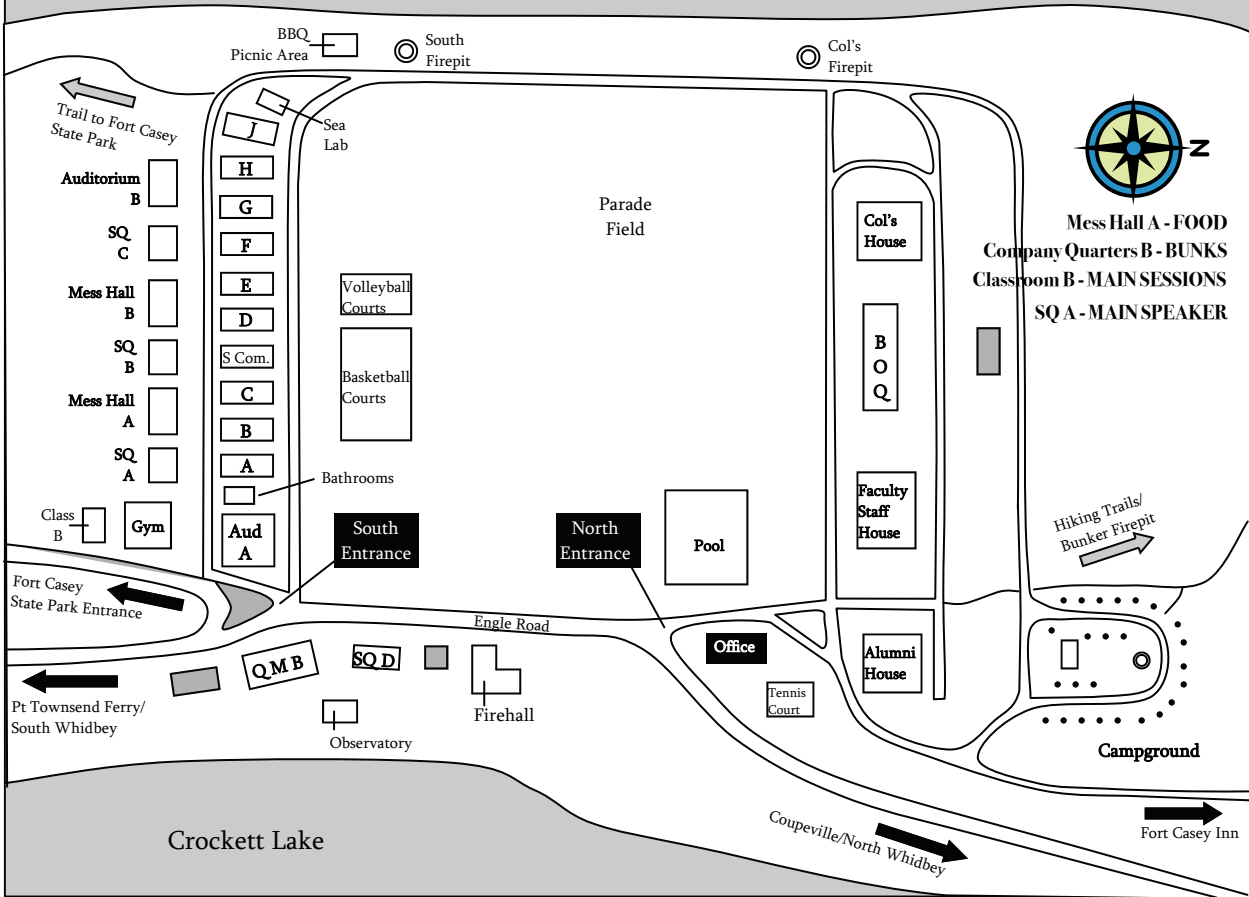 BBQ
Picnic Area
South
Firepit
Col's
Firepit
Trail to Fort Casey
State Park
Sea
Lab
J
N
Auditorium
B
H
G
Parade
Field
Col's
House
Mess Hall A - FOOD
Company Quarters B - BUNKS
Classroom B - MAIN SESSIONS
SQ A - MAIN SPEAKER
SQ
C
F
Mess Hall
B
E
D
Volleyball
Courts
SQ
B
S Com.
Basketball
Courts
B
O
Q
Mess Hall
A
C
B
SQ
A
A
Bathrooms
Class
B
Gym
Aud
A
South
Entrance
North
Entrance
Pool
Faculty
Staff
House
Hiking Trails/
Bunker Firepit
Fort Casey
State Park Entrance
Engle Road
Office
Alumni
House
Q M B
SQ D
Tennis
Court
Pt Townsend Ferry/
South Whidbey
Firehall
Observatory
Campground
Crockett Lake
Coupeville/North Whidbey
Fort Casey Inn